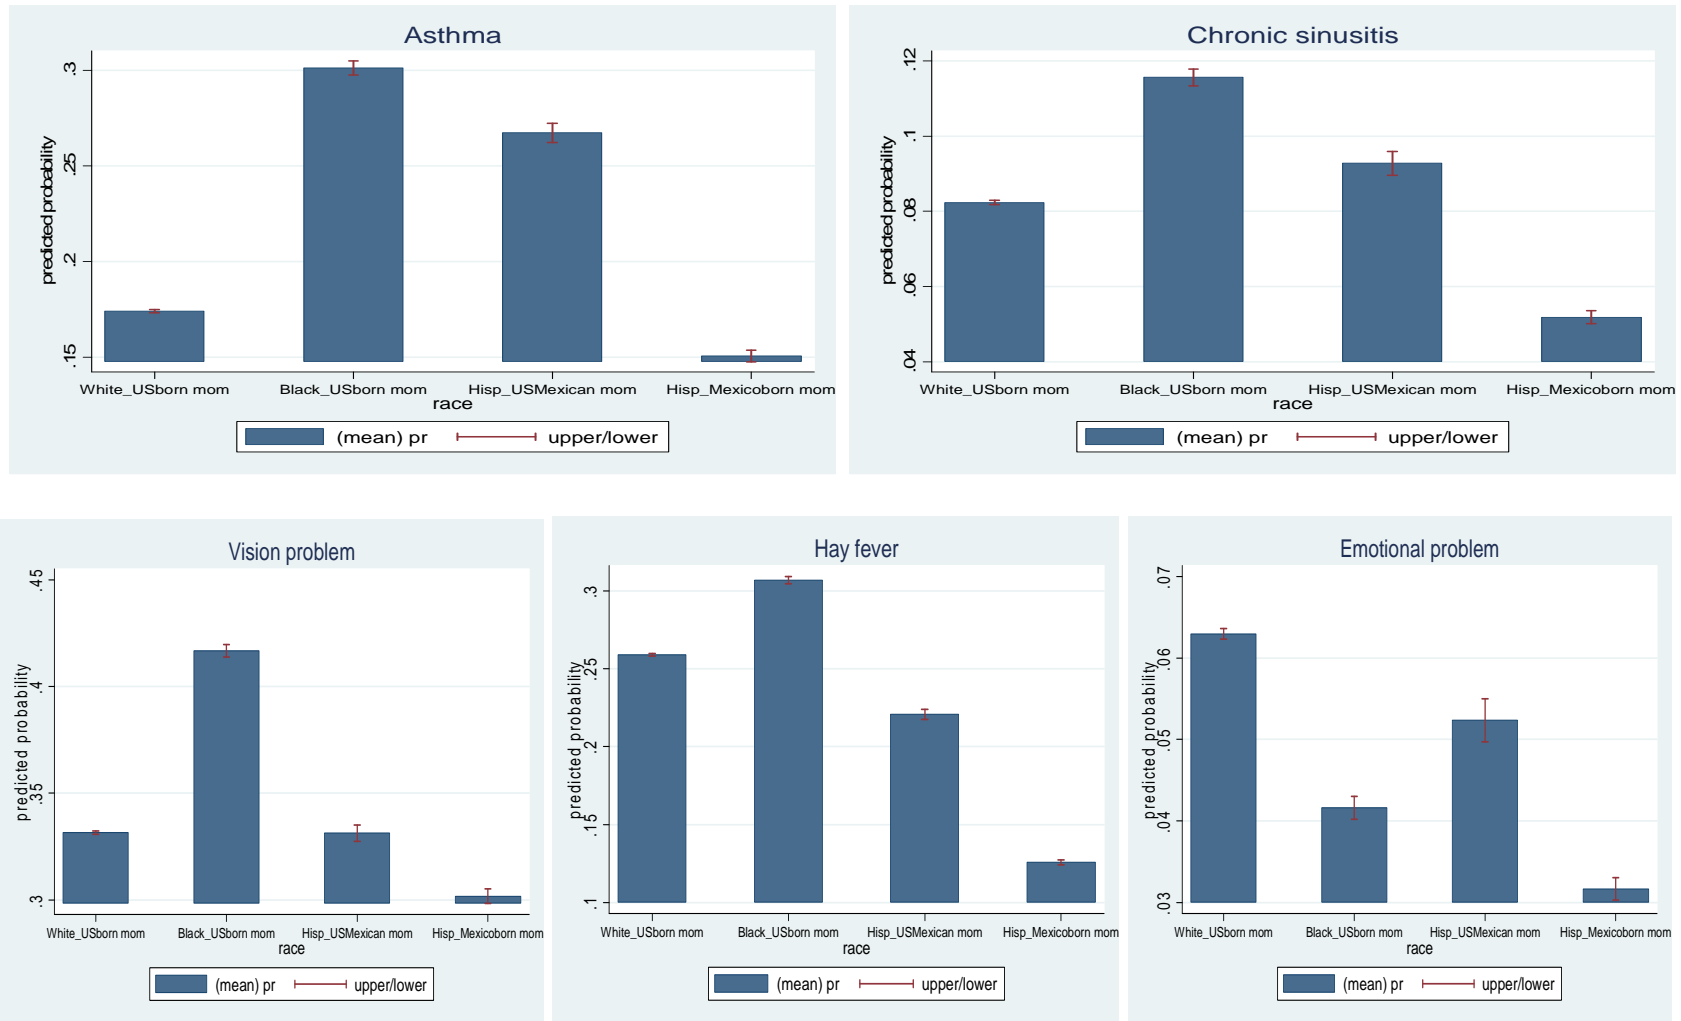 Asthma
predicted probability
.3
.25
.2
.15
White_USborn mom Black_USborn mom Hisp_USMexican mom Hisp_Mexicoborn mom
race
(mean) pr upper/lower
Chronic sinusitis
predicted probability
.12
.1
.08
.06
.04
White_USborn mom Black_USborn mom Hisp_USMexican mom Hisp_Mexicoborn mom
race
(mean) pr upper/lower
Vision problem
predicted probability
.45
.4
.35
.3
White_USborn mom Black_USborn mom Hisp_USMexican mom Hisp_Mexicoborn mom
race
(mean) pr upper/lower
Hay fever
predicted probability
.3
.25
.2
.15
.1
White_USborn mom Black_USborn mom Hisp_USMexican mom Hisp_Mexicoborn mom
race
(mean) pr upper/lower
Emotional problem
predicted probability
.07
.06
.05
.04
.03
White_USborn mom Black_USborn mom Hisp_USMexican mom Hisp_Mexicoborn mom
race
(mean) pr upper/lower